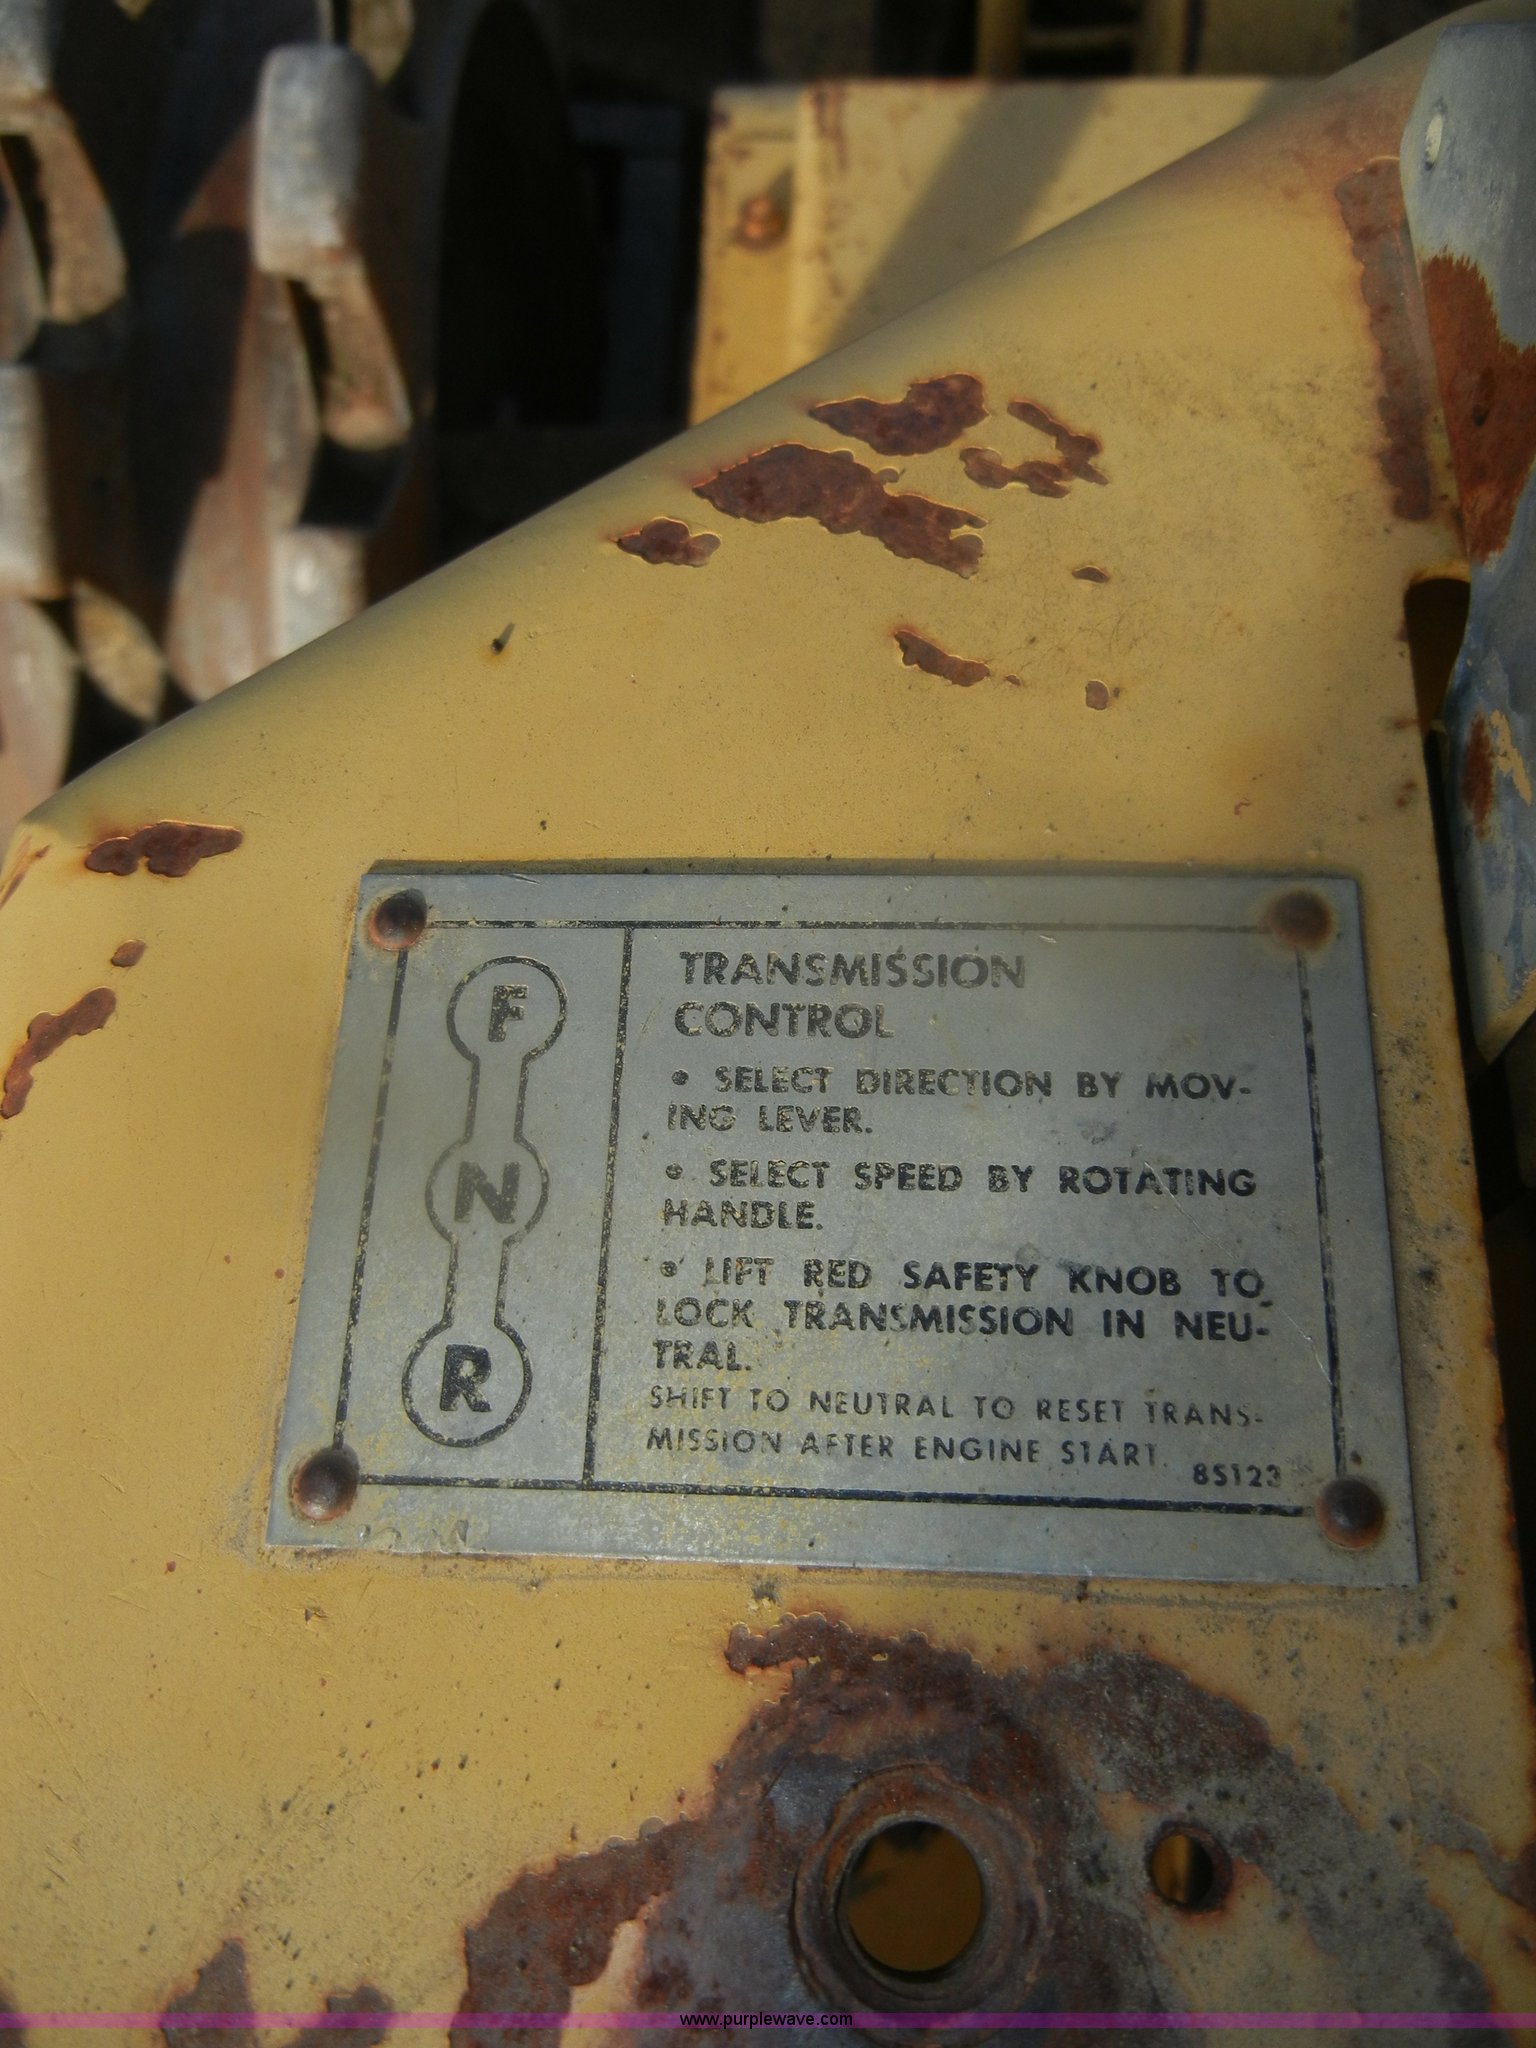 F
N
R
TRANSMISSION
CONTROL
• SELECT DIRECTION BY MOV-
ING LEVER.
• SELECT SPEED BY ROTATING
HANDLE.
• LIFT RED SAFETY KNOB TO
LOCK TRANSMISSION IN NEU-
TRAL.
SHIFT TO NEUTRAL TO RESET TRANS-
MISSION AFTER ENGINE START.
8S123
www.purplewave.com